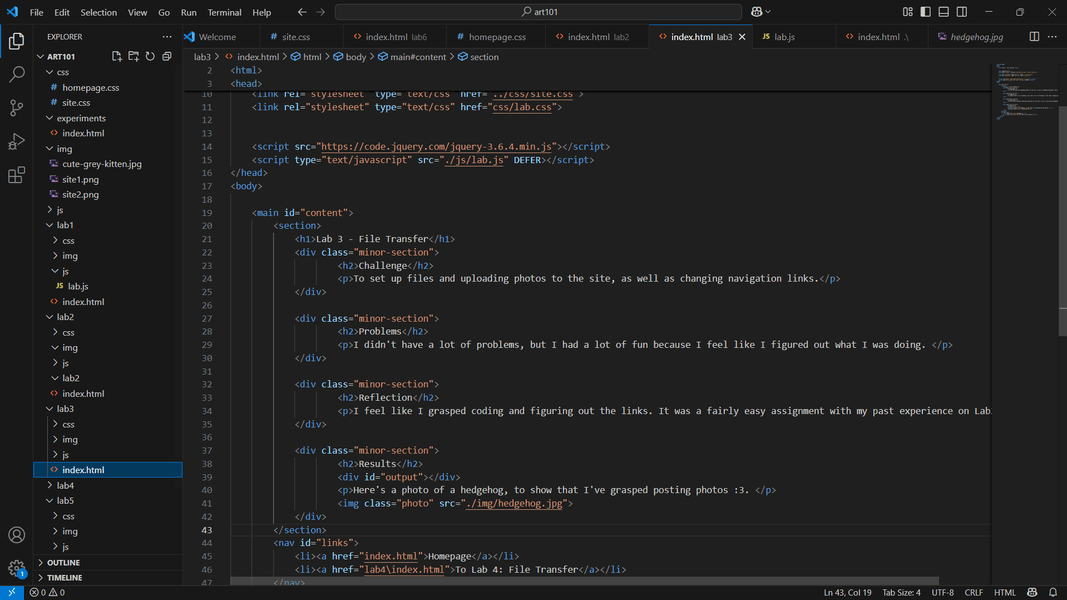 File Edit Selection View Go Run Terminal Help
art101
EXPLORER
Welcome
# site.css
<> index.html lab6
# homepage.css
<> index.html lab2
<> index.html lab3
JS lab.js
<> index.html .\
hedgehog.jpg
lab3 > <> index.html > html > body > main#content > section
ART101
css
# homepage.css
# site.css
experiments
<> index.html
img
cute-grey-kitten.jpg
site1.png
site2.png
js
lab1
css
img
js
JS lab.js
<> index.html
lab2
css
img
js
lab2
<> index.html
lab3
css
img
js
<> index.html
lab4
lab5
css
img
js
OUTLINE
TIMELINE
2 <html>
3 <head>
10 <link rel="stylesheet" type="text/css" href="../css/site.css">
11 <link rel="stylesheet" type="text/css" href="css/lab.css">
12
13
14 <script src="https://code.jquery.com/jquery-3.6.4.min.js"></script>
15 <script type="text/javascript" src="./js/lab.js" DEFER></script>
16 </head>
17 <body>
18
19 <main id="content">
20 <section>
21 <h1>Lab 3 - File Transfer</h1>
22 <div class="minor-section">
23 <h2>Challenge</h2>
24 <p>To set up files and uploading photos to the site, as well as changing navigation links.</p>
25 </div>
26
27 <div class="minor-section">
28 <h2>Problems</h2>
29 <p>I didn't have a lot of problems, but I had a lot of fun because I feel like I figured out what I was doing. </p>
30 </div>
31
32 <div class="minor-section">
33 <h2>Reflection</h2>
34 <p>I feel like I grasped coding and figuring out the links. It was a fairly easy assignment with my past experience on Lab
35 </div>
36
37 <div class="minor-section">
38 <h2>Results</h2>
39 <div id="output"></div>
40 <p>Here's a photo of a hedgehog, to show that I've grasped posting photos :3. </p>
41 <img class="photo" src="./img/hedgehog.jpg">
42 </div>
43 </section>
44 <nav id="links">
45 <li><a href="index.html">Homepage</a></li>
46 <li><a href="lab4\index.html">To Lab 4: File Transfer</a></li>
47 </nav>
1
0 0
Ln 43, Col 19 Tab Size: 4 UTF-8 CRLF HTML